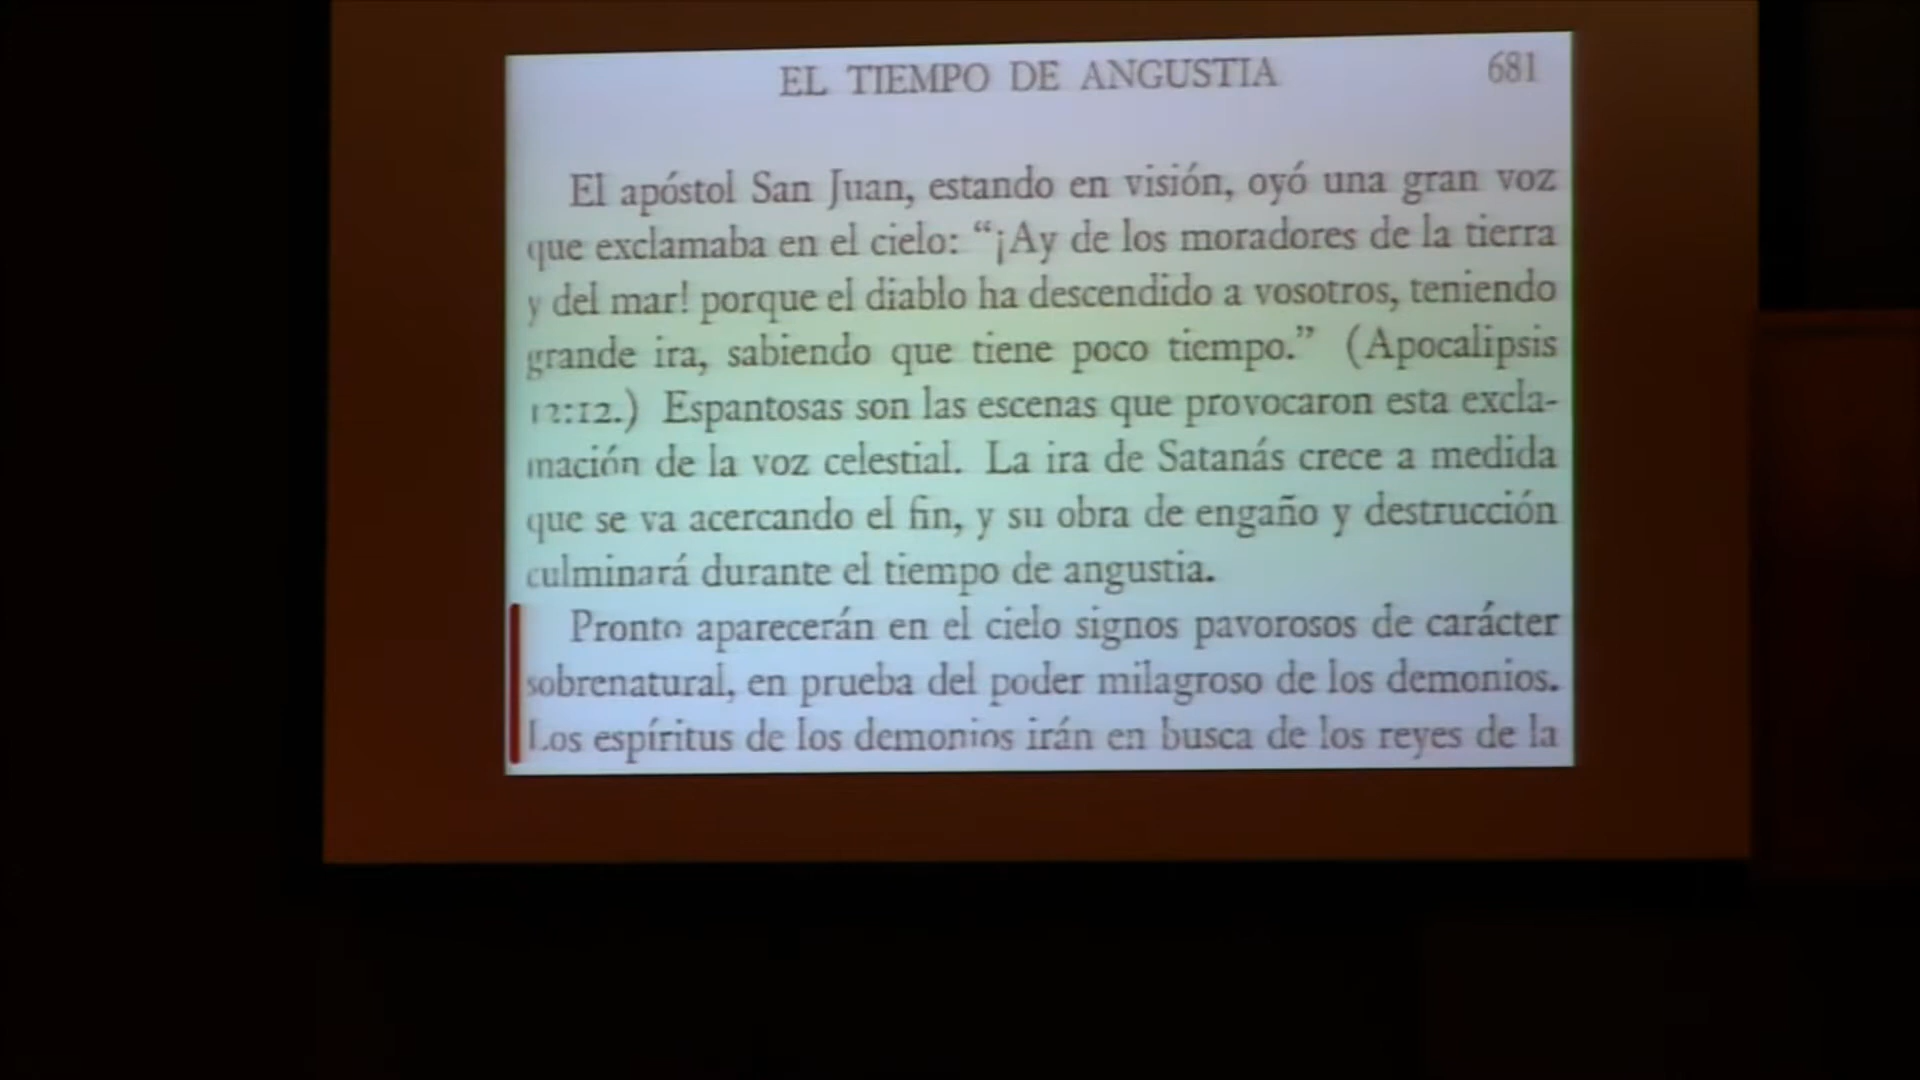 EL TIEMPO DE ANGUSTIA 681
El apóstol San Juan, estando en visión, oyó una gran voz
que exclamaba en el cielo: “¡Ay de los moradores de la tierra
y del mar! porque el diablo ha descendido a vosotros, teniendo
grande ira, sabiendo que tiene poco tiempo.” (Apocalipsis
12:12.) Espantosas son las escenas que provocaron esta excla-
mación de la voz celestial. La ira de Satanás crece a medida
que se va acercando el fin, y su obra de engaño y destrucción
culminará durante el tiempo de angustia.
Pronto aparecerán en el cielo signos pavorosos de carácter
sobrenatural, en prueba del poder milagroso de los demonios.
Los espíritus de los demonios irán en busca de los reyes de la